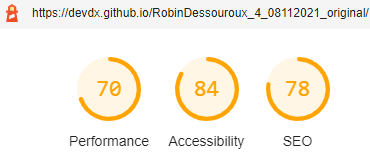 https://devdx.github.io/RobinDessouroux_4_08112021_original/
70 84 78
Performance Accessibility SEO